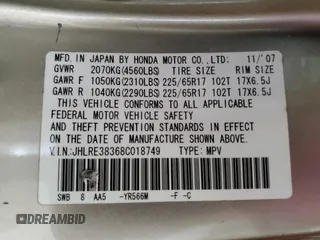 MFD. IN JAPAN BY HONDA MOTOR CO., LTD: 11/'07
GVWR 2070KG(4560LBS) TIRE SIZE RIM SIZE
GAWR F 1050KG(2310LBS) 225/65R17 102T 17X6.5J
GAWR R 1040KG(2290LBS) 225/65R17 102T 17X6.5J
THIS VEHICLE CONFORMS TO ALL APPLICABLE
FEDERAL MOTOR VEHICLE SAFETY
AND THEFT PREVENTION STANDARDS IN EFFECT
ON THE DATE OF MANUFACTURE SHOWN ABOVE.
V.I.N:JHLRE38368C018749 TYPE: MPV
SWB 8 AA5 -YR566M -F -C
DREAMBID